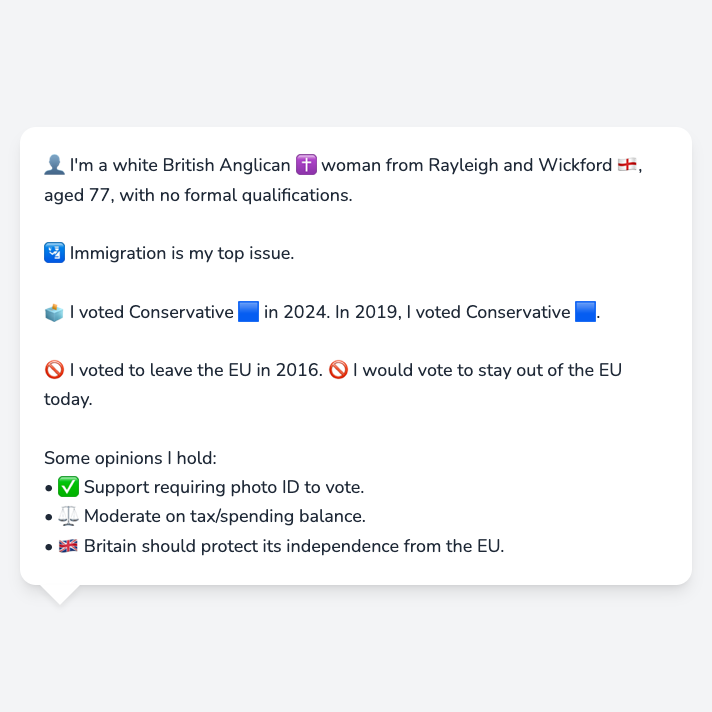 👤 I'm a white British Anglican ✝️ woman from Rayleigh and Wickford 🏴󠁧󠁢󠁥󠁮󠁧󠁿,
aged 77, with no formal qualifications.
🛂 Immigration is my top issue.
🗳️ I voted Conservative 🟦 in 2024. In 2019, I voted Conservative 🟦.
🚫 I voted to leave the EU in 2016. 🚫 I would vote to stay out of the EU
today.
Some opinions I hold:
• ✅ Support requiring photo ID to vote.
• ⚖️ Moderate on tax/spending balance.
• 🇬🇧 Britain should protect its independence from the EU.